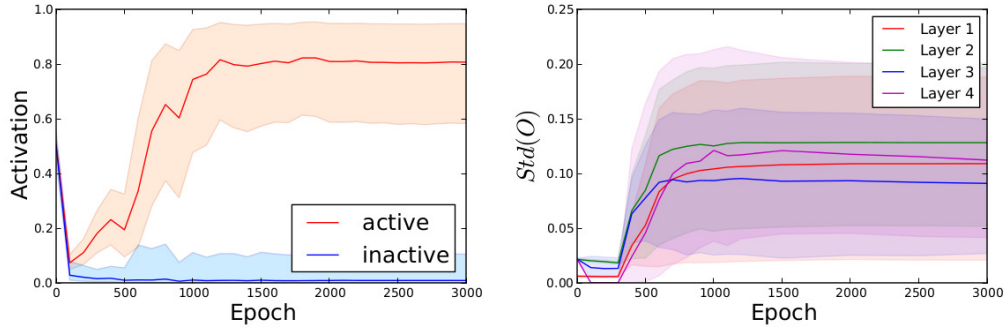 1.0
0.8
0.6
0.4
0.2
0.0
Activation
active
inactive
0 500 1000 1500 2000 2500 3000
Epoch
0.25
0.20
0.15
0.10
0.05
0.00
Std(O)
Layer 1
Layer 2
Layer 3
Layer 4
0 500 1000 1500 2000 2500 3000
Epoch